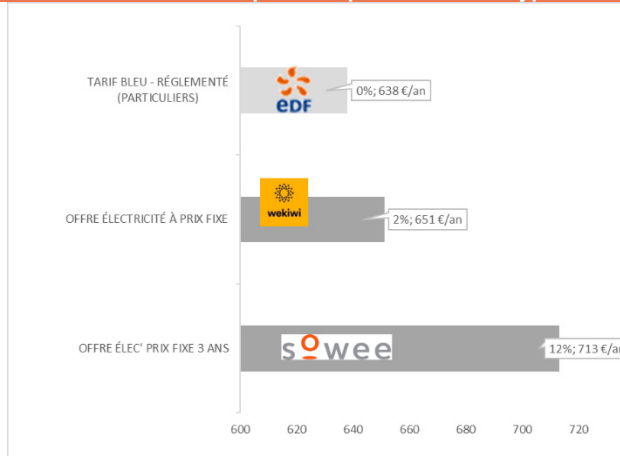 TARIF BLEU - RÉGLEMENTÉ
(PARTICULIERS)
eDF
0%; 638 €/an
OFFRE ÉLECTRICITÉ À PRIX FIXE
wekiwi
2%; 651 €/an
OFFRE ÉLEC' PRIX FIXE 3 ANS
sowee
12%; 713 €/an
600 620 640 660 680 700 720